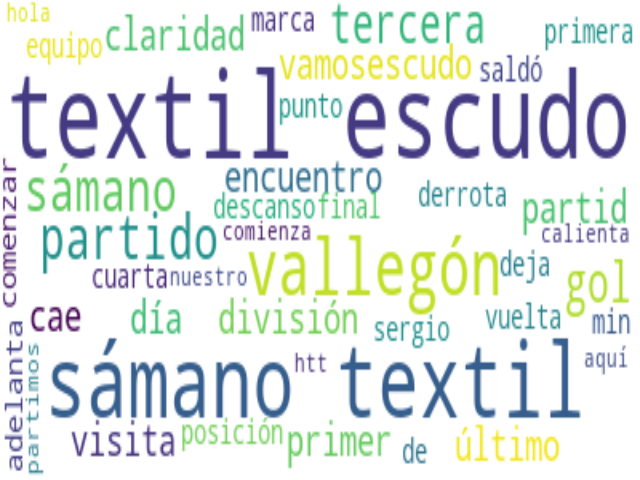 hola
equipo
claridad
marca
tercera
primera
vamosescudo
saldó
textil escudo
punto
comenzar
sámano
encuentro
derrota
descansofinal
partid
partido
comienza
calienta
cuarta
nuestro
vallegón
deja
gol
cae
día
división
sergio
vuelta
min
adelanta
partimos
sámano textil
htt
aquí
visita
posición
primer
de
último